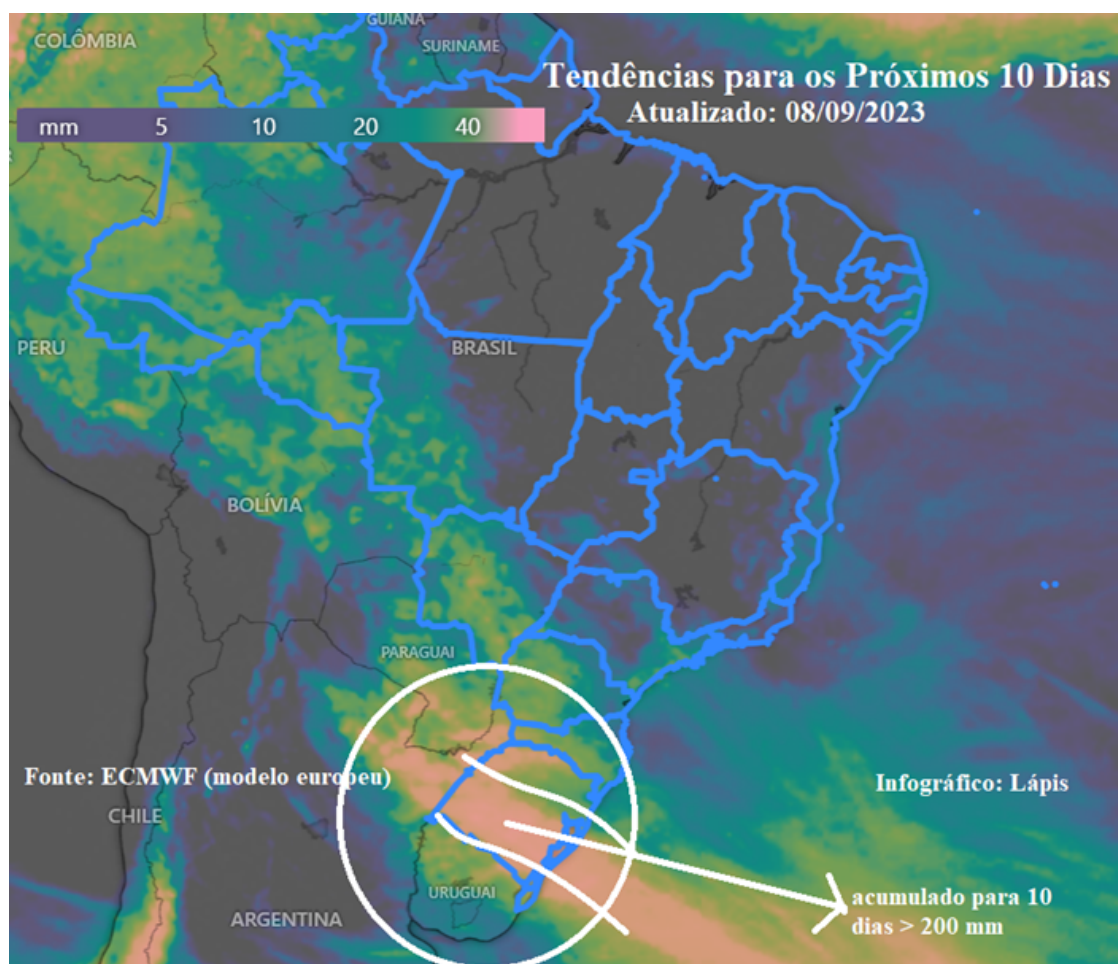 GUIANA
COLÔMBIA
SURINAME
Tendências para os Próximos 10 Dias
Atualizado: 08/09/2023
mm 5 10 20 40
PERU
BRASIL
BOLÍVIA
PARAGUAI
Fonte: ECMWF (modelo europeu)
Infográfico: Lápis
CHILE
URUGUAI
acumulado para 10
dias > 200 mm
ARGENTINA